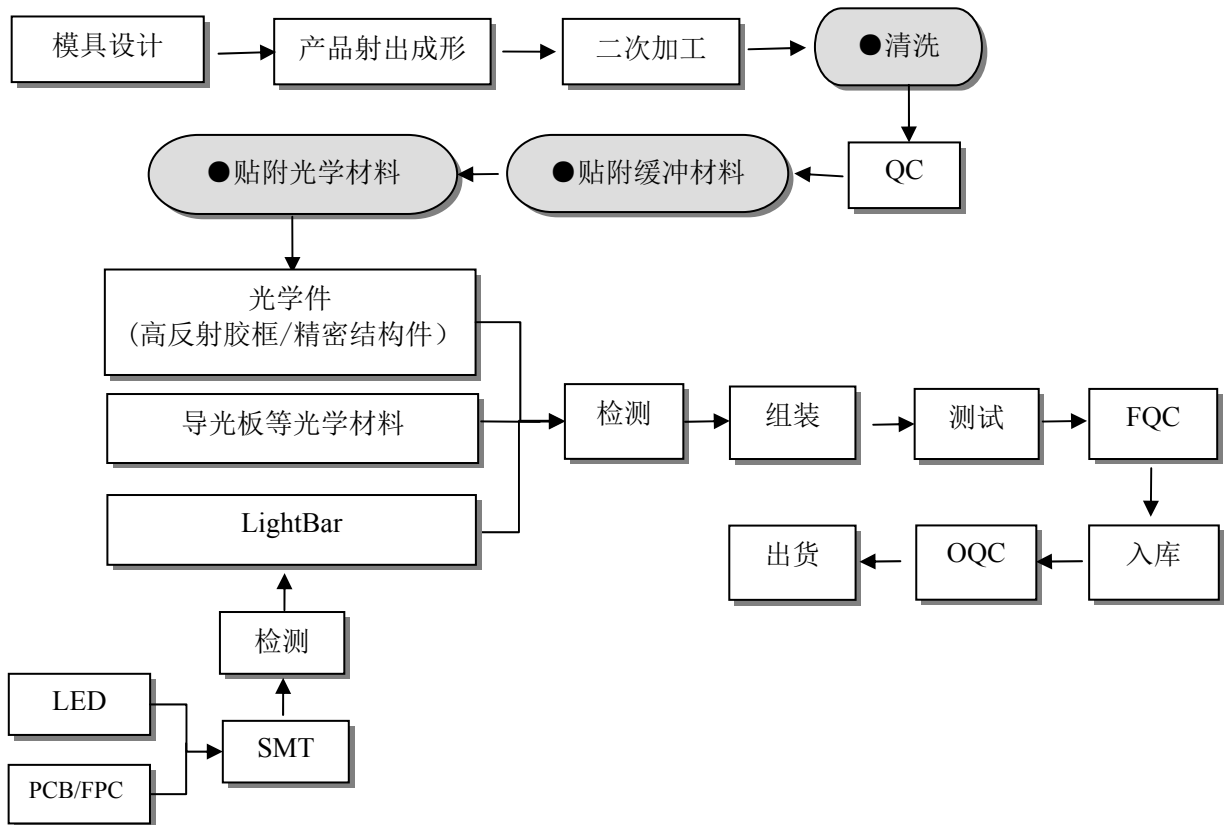 模具设计
产品射出成形
二次加工
●清洗
●贴附光学材料
●贴附缓冲材料
QC
光学件
(高反射胶框/精密结构件）
导光板等光学材料
检测
组装
测试
FQC
LightBar
出货
OQC
入库
检测
LED
SMT
PCB/FPC